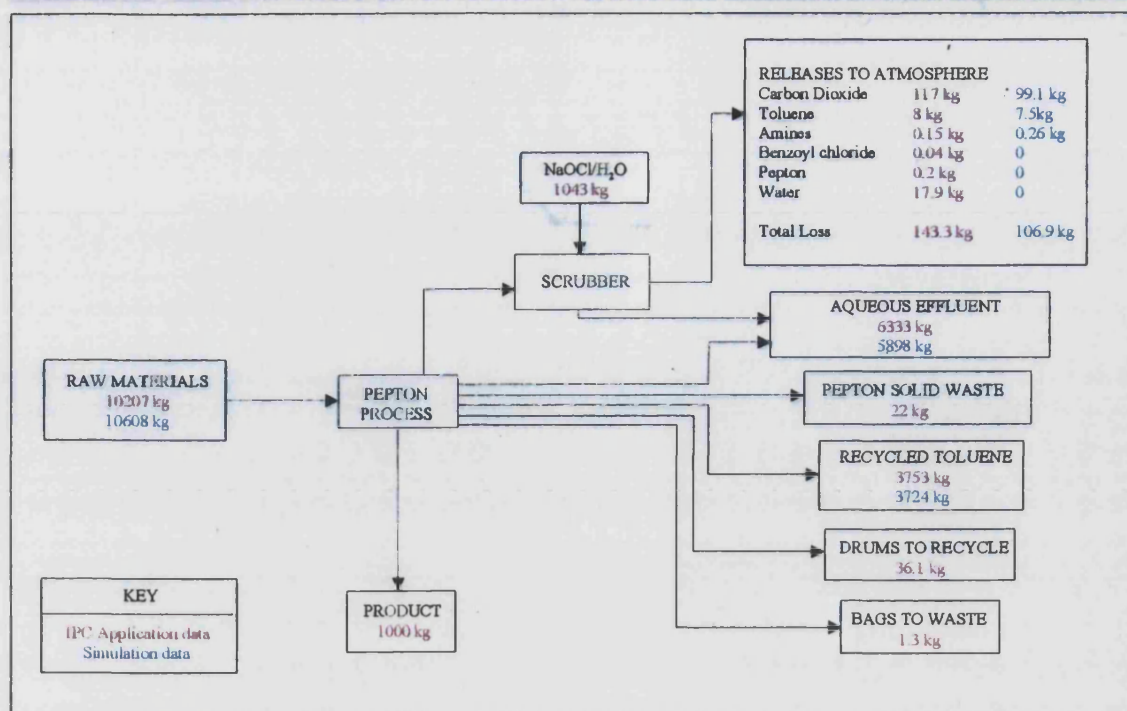 RELEASES TO ATMOSPHERE
Carbon Dioxide 117 kg 99.1 kg
Toluene 8 kg 7.5kg
Amines 0.15 kg 0.26 kg
Benzoyl chloride 0.04 kg 0
Pepton 0.2 kg 0
Water 17.9 kg 0
Total Loss 143.3 kg 106.9 kg
NaOCl/H₂O
1043 kg
SCRUBBER
AQUEOUS EFFLUENT
6333 kg
5898 kg
RAW MATERIALS
10207 kg
10608 kg
PEPTON
PROCESS
PEPTON SOLID WASTE
22 kg
RECYCLED TOLUENE
3753 kg
3724 kg
DRUMS TO RECYCLE
36.1 kg
BAGS TO WASTE
1.3 kg
PRODUCT
1000 kg
KEY
IPC Application data
Simulation data